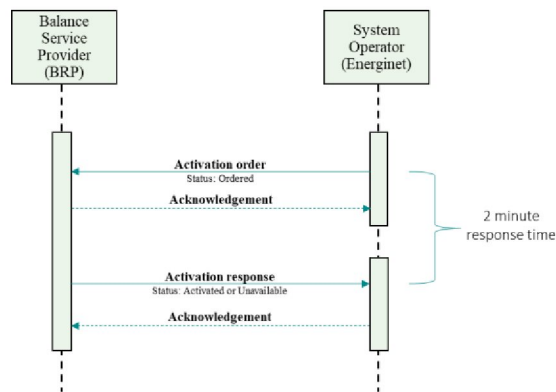 Balance
Service
Provider
(BRP)
System
Operator
(Energinet)
Activation order
Status: Ordered
Acknowledgement
2 minute
response time
Activation response
Status: Activated or Unavailable
Acknowledgement